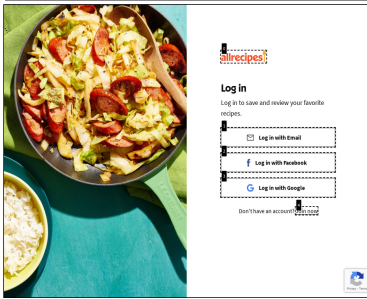 allrecipes
Log in
Log in to save and review your favorite
recipes.
Log in with Email
Log in with Facebook
Log in with Google
Don't have an account? Join now